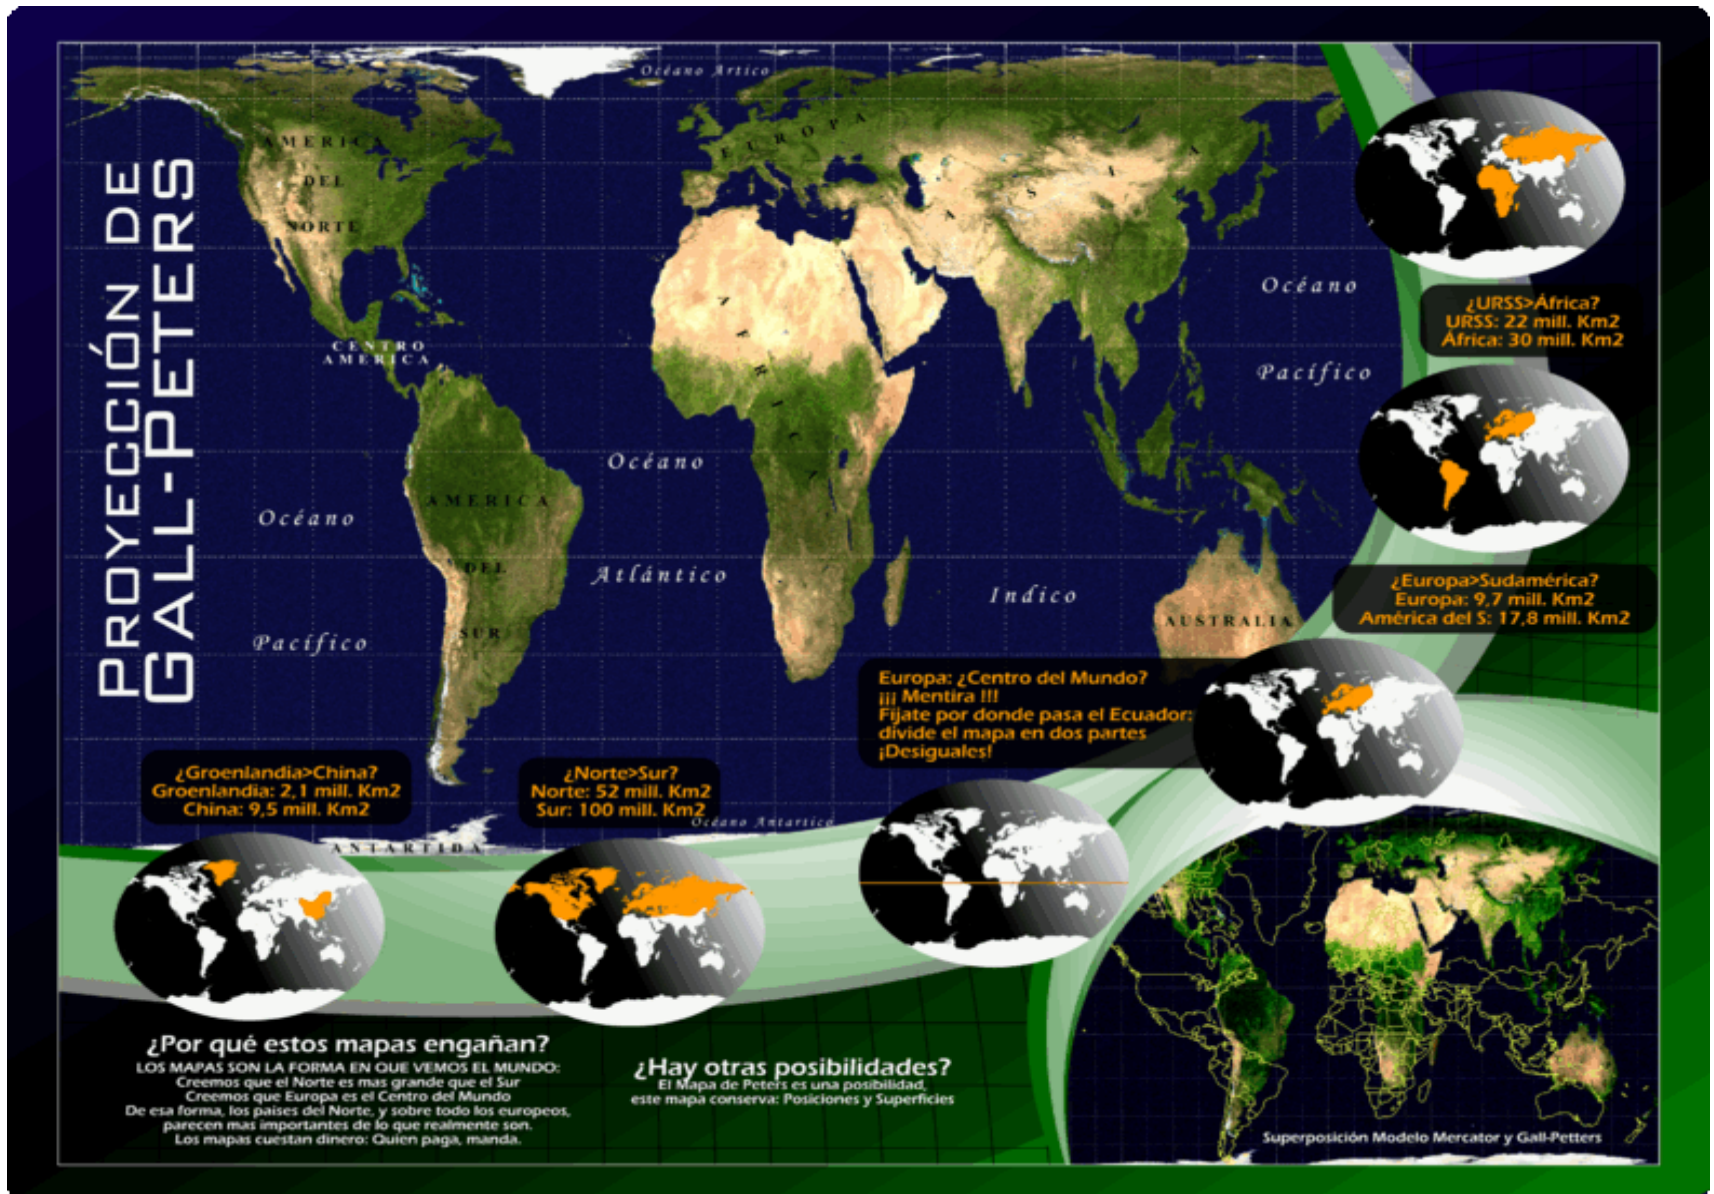 PROYECCIÓN DE
GALL-PETERS
Océano Artico
AMERICA
DEL
NORTE
EUROPA
ASIA
CENTRO
AMERICA
AFRICA
Océano
Pacífico
Océano
Atlántico
AMERICA
DEL
SUR
Océano
Pacífico
Indico
AUSTRALIA
Océano Antartico
ANTARTIDA
¿URSS>África?
URSS: 22 mill. Km2
África: 30 mill. Km2
¿Europa>Sudamérica?
Europa: 9,7 mill. Km2
América del S: 17,8 mill. Km2
Europa: ¿Centro del Mundo?
¡¡¡ Mentira !!!
Fijate por donde pasa el Ecuador:
divide el mapa en dos partes
¡Desiguales!
¿Groenlandia>China?
Groenlandia: 2,1 mill. Km2
China: 9,5 mill. Km2
¿Norte>Sur?
Norte: 52 mill. Km2
Sur: 100 mill. Km2
¿Por qué estos mapas engañan?
LOS MAPAS SON LA FORMA EN QUE VEMOS EL MUNDO:
Creemos que el Norte es mas grande que el Sur
Creemos que Europa es el Centro del Mundo
De esa forma, los paises del Norte, y sobre todo los europeos,
parecen mas importantes de lo que realmente son.
Los mapas cuestan dinero: Quien paga, manda.
¿Hay otras posibilidades?
El Mapa de Peters es una posibilidad,
este mapa conserva: Posiciones y Superficies
Superposición Modelo Mercator y Gall-Petters